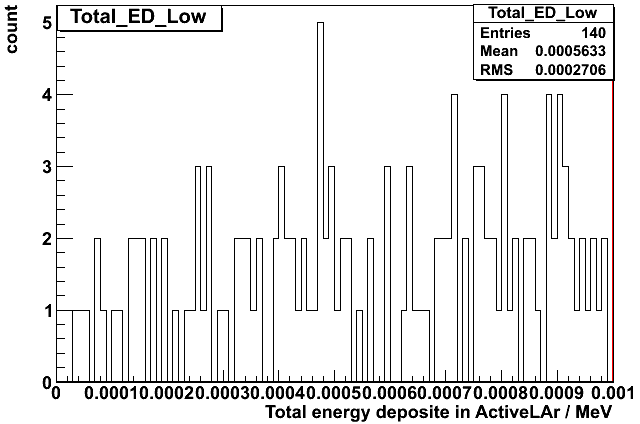 Total_ED_Low
Total_ED_Low
Entries 140
Mean 0.0005633
RMS 0.0002706
count
5
4
3
2
1
0
0 0.0001 0.0002 0.0003 0.0004 0.0005 0.0006 0.0007 0.0008 0.0009 0.001
Total energy deposite in ActiveLAr / MeV